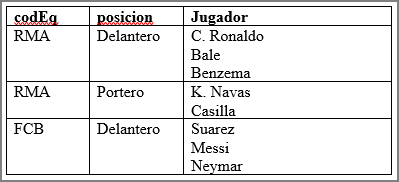 codEq posicion Jugador
RMA Delantero C. Ronaldo
Bale
Benzema
RMA Portero K. Navas
Casilla
FCB Delantero Suarez
Messi
Neymar